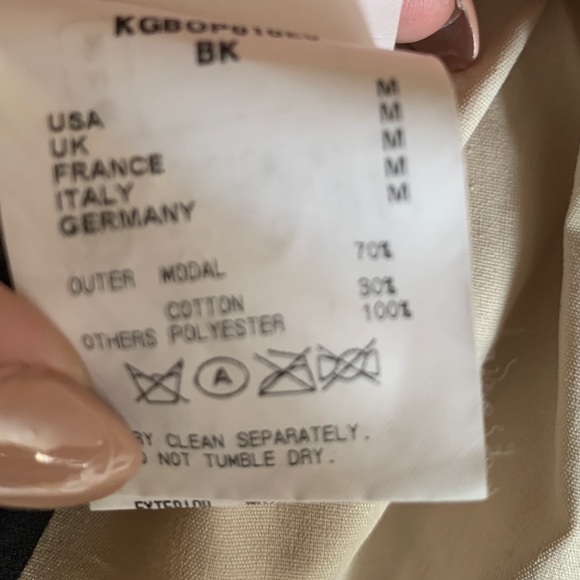 BK
M
USA M
UK M
FRANCE M
ITALY M
GERMANY
OUTER MODAL 70%
COTTON 30%
OTHERS POLYESTER 100%
A
RY CLEAN SEPARATELY.
NOT TUMBLE DRY.
EXTERIOR